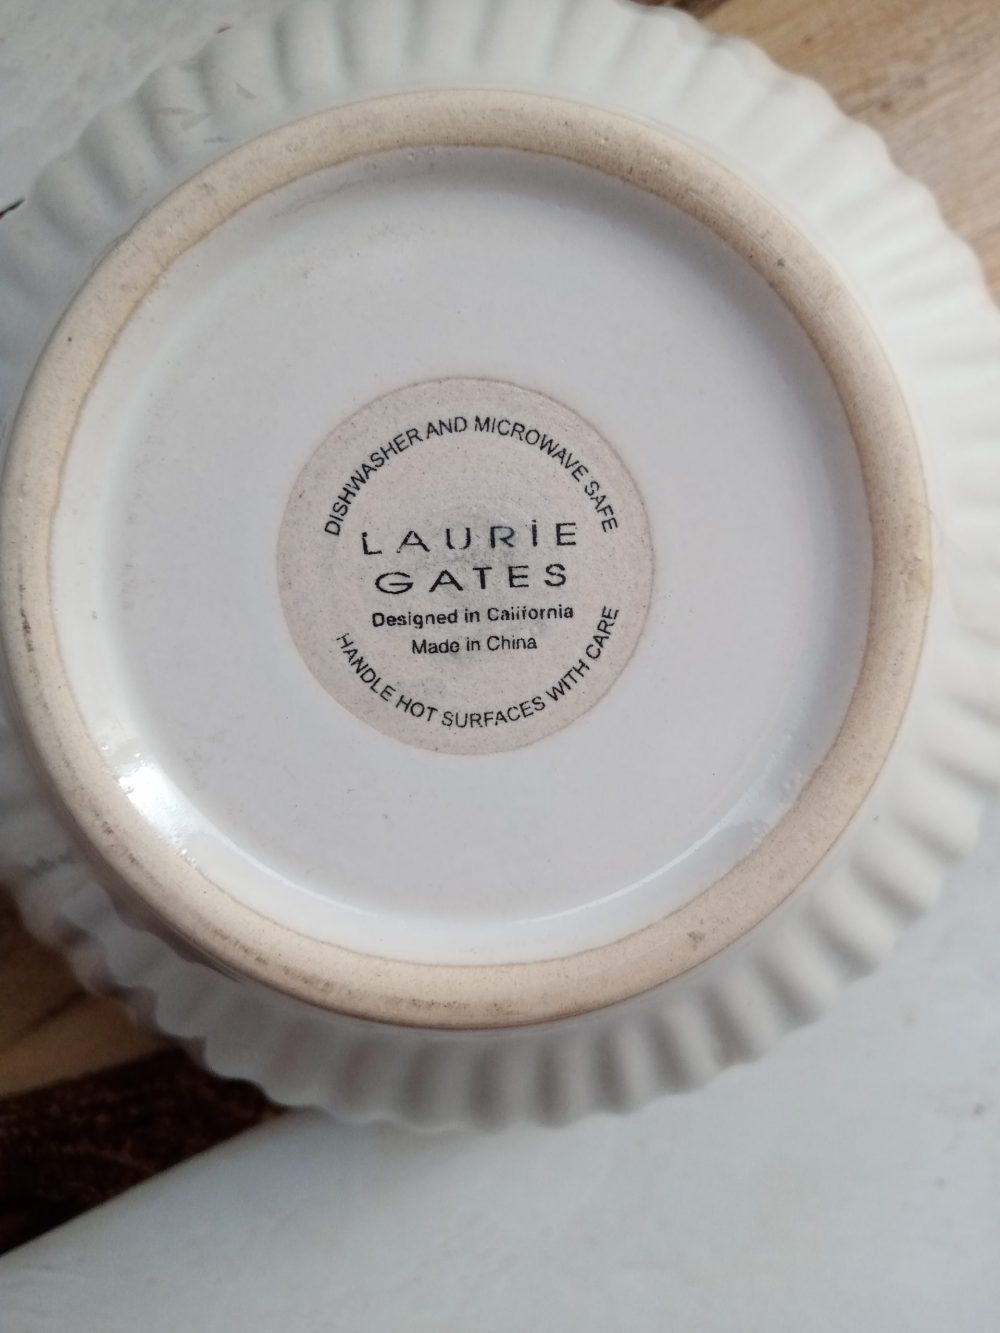 DISHWASHER AND MICROWAVE SAFE
LAURIE
GATES
Designed in California
Made in China
HANDLE HOT SURFACES WITH CARE